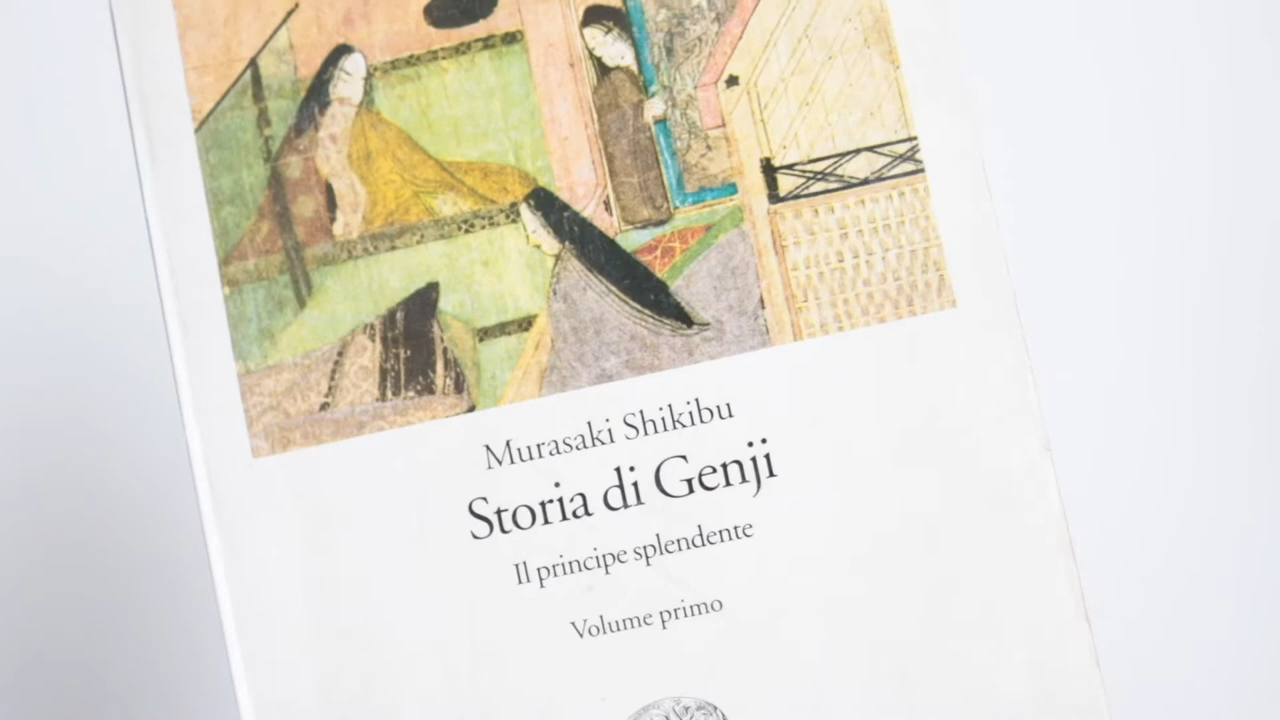 Murasaki Shikibu
Storia di Genji
Il principe splendente
Volume primo